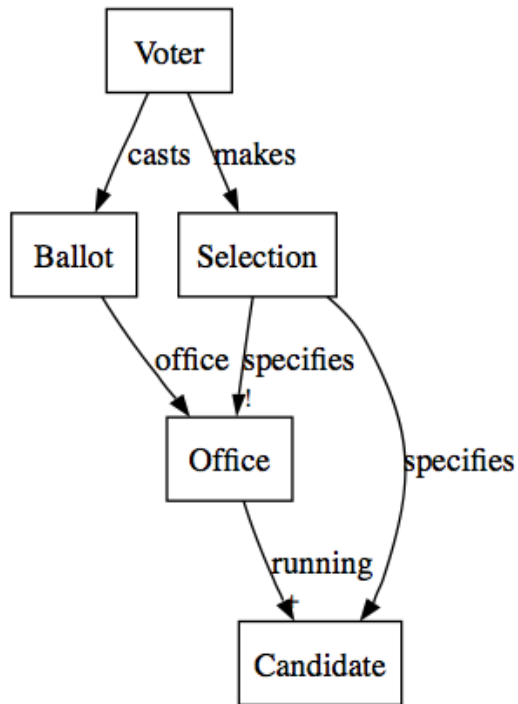 Voter
casts
makes
Ballot
Selection
office
specifies
!
Office
specifies
running
+
Candidate